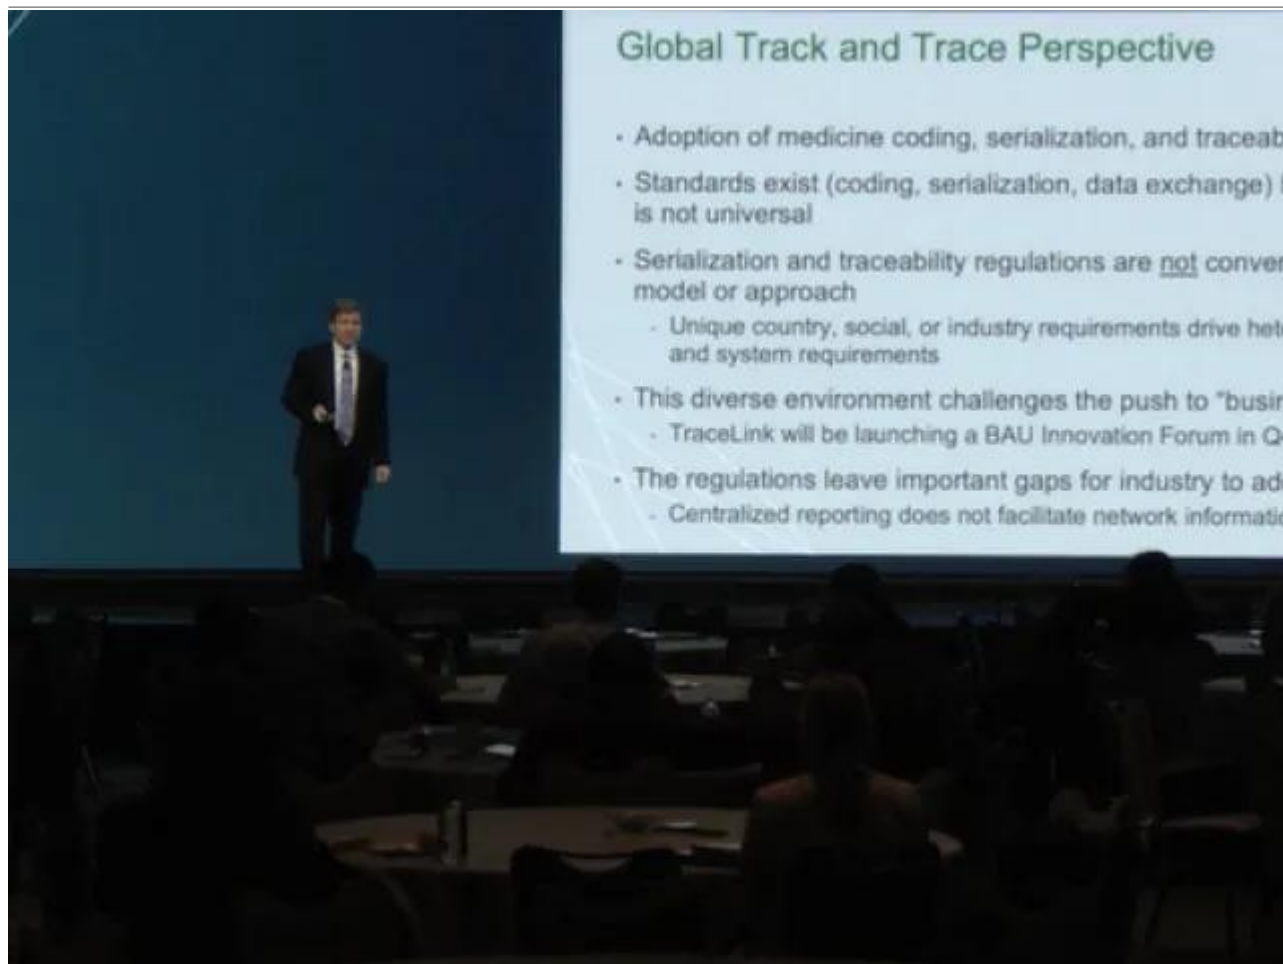 Global Track and Trace Perspective
• Adoption of medicine coding, serialization, and traceab
• Standards exist (coding, serialization, data exchange)
is not universal
• Serialization and traceability regulations are not conver
model or approach
- Unique country, social, or industry requirements drive hete
and system requirements
• This diverse environment challenges the push to "busin
- TraceLink will be launching a BAU Innovation Forum in Q
• The regulations leave important gaps for industry to ad
- Centralized reporting does not facilitate network informatio